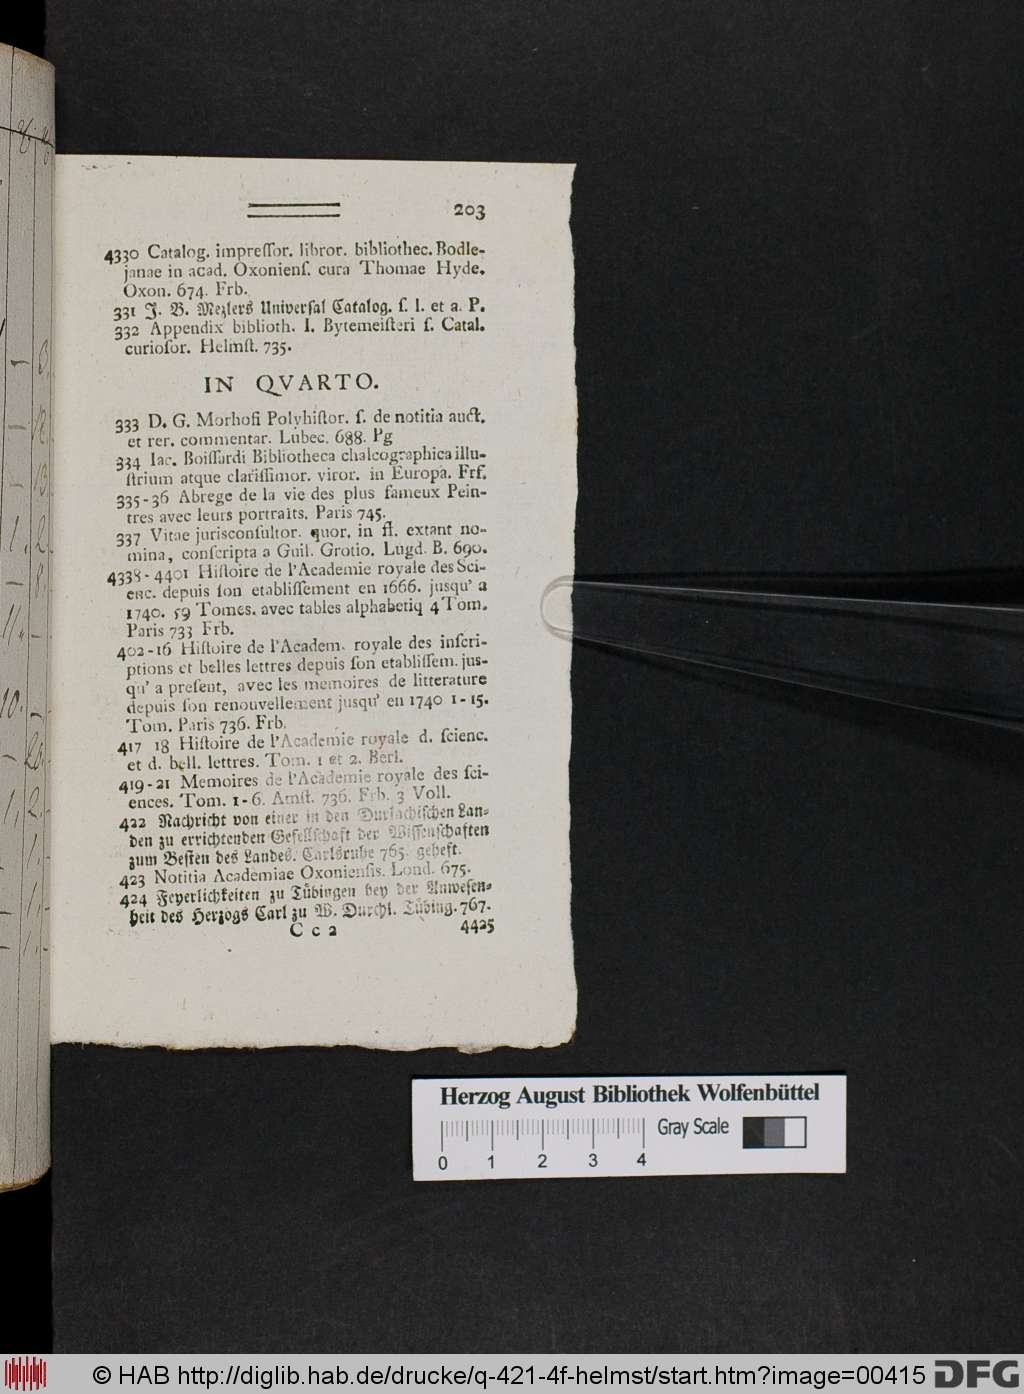 203
4330 Catalog. impreſſor. libror. bibliothec. Bodle-
janae in acad. Oxonienſ. cura Thomae Hyde.
Oxon. 674. Frb.
331 J. B. Mezlers Univerſal Catalog. ſ. l. et a. P.
332 Appendix biblioth. I. Bytemeiſteri ſ. Catal.
curioſor. Helmſt. 735.
IN QVARTO.
333 D. G. Morhofi Polyhiſtor. ſ. de notitia auct.
et rer. commentar. Lubec. 688. Pg
334 Iac. Boiſſardi Bibliotheca chalcographica illu-
ſtrium atque clariſſimor. viror. in Europa. Frf.
335-36 Abrege de la vie des plus fameux Pein-
tres avec leurs portraits. Paris 745.
337 Vitae jurisconſultor. quor. in ff. extant no-
mina, conſcripta a Guil. Grotio. Lugd. B. 690.
4338-4401 Hiſtoire de l'Academie royale des Sci-
enc. depuis ſon etabliſſement en 1666. jusqu' a
1740. 59 Tomes. avec tables alphabetiq 4 Tom.
Paris 733 Frb.
402-16 Hiſtoire de l'Academ. royale des inſcri-
ptions et belles lettres depuis ſon etabliſſem. jus-
qu' a preſent, avec les memoires de litterature
depuis ſon renouvellement jusqu' en 1740 1-15.
Tom. Paris 736. Frb.
417 18 Hiſtoire de l'Academie royale d. ſcienc.
et d. bell. lettres. Tom. 1 et 2. Berl.
419-21 Memoires de l'Academie royale des ſci-
ences. Tom. 1-6. Amſt. 736. Frb. 3 Voll.
422 Nachricht von einer in den Durlachiſchen Lan-
den zu errichtenden Geſellſchaft der Wiſſenſchaften
zum Beſten des Landes. Carlsruhe 765. geheft.
423 Notitia Academiae Oxonienſis. Lond. 675.
424 Feyerlichkeiten zu Tübingen bey der Anweſen-
heit des Herzogs Carl zu W. Durchl. Tübing. 767.
C c 2
4425
Herzog August Bibliothek Wolfenbüttel
Gray Scale
0 1 2 3 4
© HAB http://diglib.hab.de/drucke/q-421-4f-helmst/start.htm?image=00415
DFG